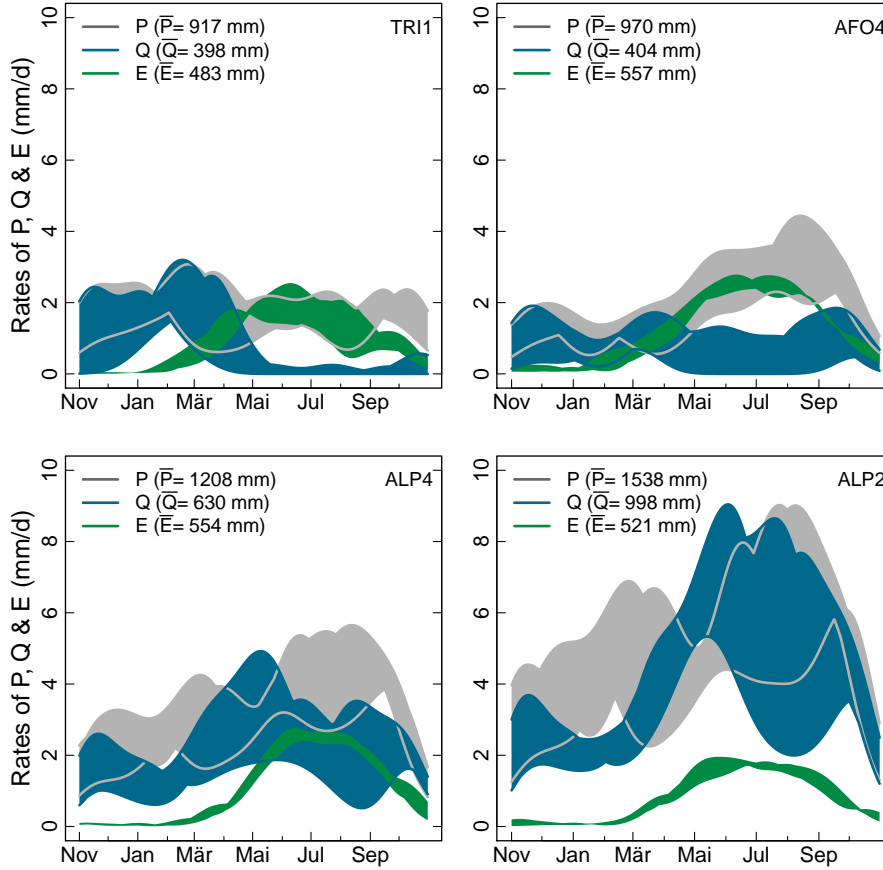 Rates of P, Q & E (mm/d)
0 2 4 6 8 10
P (P̅= 917 mm)
Q (Q̅= 398 mm)
E (E̅= 483 mm)
TRI1
Nov Jan Mär Mai Jul Sep
0 2 4 6 8 10
P (P̅= 970 mm)
Q (Q̅= 404 mm)
E (E̅= 557 mm)
AFO4
Nov Jan Mär Mai Jul Sep
Rates of P, Q & E (mm/d)
0 2 4 6 8 10
P (P̅= 1208 mm)
Q (Q̅= 630 mm)
E (E̅= 554 mm)
ALP4
Nov Jan Mär Mai Jul Sep
0 2 4 6 8 10
P (P̅= 1538 mm)
Q (Q̅= 998 mm)
E (E̅= 521 mm)
ALP2
Nov Jan Mär Mai Jul Sep